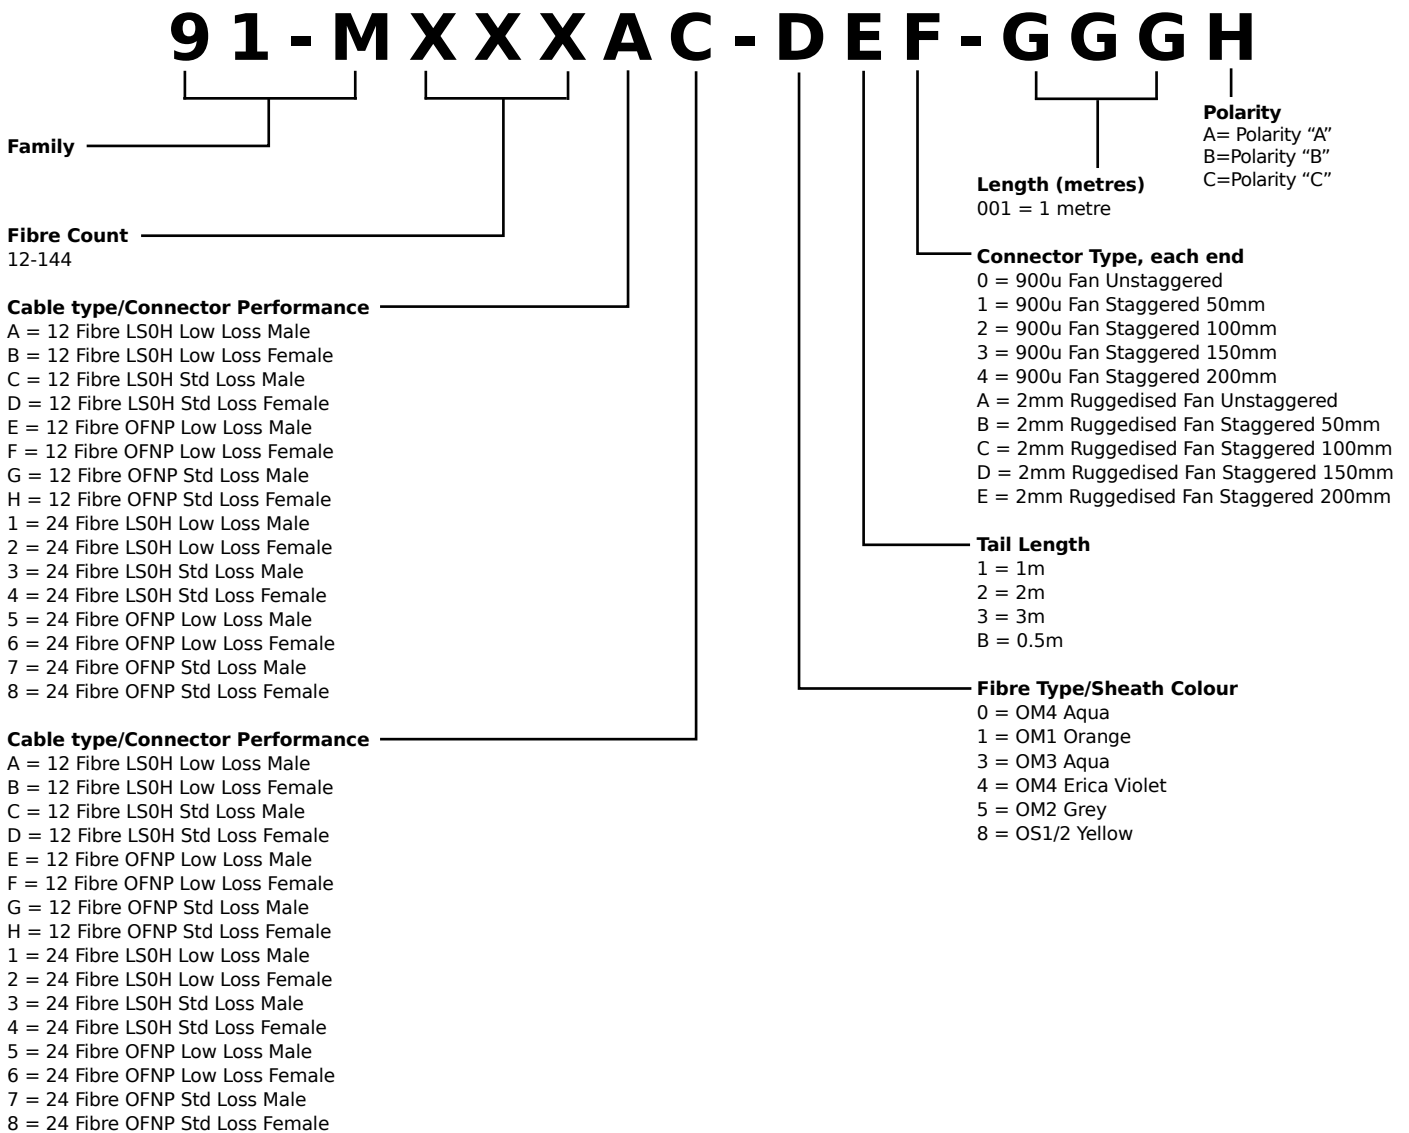 91-MXXXAC-DEF-GGGH
Family
Fibre Count
12-144
Cable type/Connector Performance
A = 12 Fibre LS0H Low Loss Male
B = 12 Fibre LS0H Low Loss Female
C = 12 Fibre LS0H Std Loss Male
D = 12 Fibre LS0H Std Loss Female
E = 12 Fibre OFNP Low Loss Male
F = 12 Fibre OFNP Low Loss Female
G = 12 Fibre OFNP Std Loss Male
H = 12 Fibre OFNP Std Loss Female
1 = 24 Fibre LS0H Low Loss Male
2 = 24 Fibre LS0H Low Loss Female
3 = 24 Fibre LS0H Std Loss Male
4 = 24 Fibre LS0H Std Loss Female
5 = 24 Fibre OFNP Low Loss Male
6 = 24 Fibre OFNP Low Loss Female
7 = 24 Fibre OFNP Std Loss Male
8 = 24 Fibre OFNP Std Loss Female
Cable type/Connector Performance
A = 12 Fibre LS0H Low Loss Male
B = 12 Fibre LS0H Low Loss Female
C = 12 Fibre LS0H Std Loss Male
D = 12 Fibre LS0H Std Loss Female
E = 12 Fibre OFNP Low Loss Male
F = 12 Fibre OFNP Low Loss Female
G = 12 Fibre OFNP Std Loss Male
H = 12 Fibre OFNP Std Loss Female
1 = 24 Fibre LS0H Low Loss Male
2 = 24 Fibre LS0H Low Loss Female
3 = 24 Fibre LS0H Std Loss Male
4 = 24 Fibre LS0H Std Loss Female
5 = 24 Fibre OFNP Low Loss Male
6 = 24 Fibre OFNP Low Loss Female
7 = 24 Fibre OFNP Std Loss Male
8 = 24 Fibre OFNP Std Loss Female
Polarity
A= Polarity “A”
B=Polarity “B”
C=Polarity “C”
Length (metres)
001 = 1 metre
Connector Type, each end
0 = 900u Fan Unstaggered
1 = 900u Fan Staggered 50mm
2 = 900u Fan Staggered 100mm
3 = 900u Fan Staggered 150mm
4 = 900u Fan Staggered 200mm
A = 2mm Ruggedised Fan Unstaggered
B = 2mm Ruggedised Fan Staggered 50mm
C = 2mm Ruggedised Fan Staggered 100mm
D = 2mm Ruggedised Fan Staggered 150mm
E = 2mm Ruggedised Fan Staggered 200mm
Tail Length
1 = 1m
2 = 2m
3 = 3m
B = 0.5m
Fibre Type/Sheath Colour
0 = OM4 Aqua
1 = OM1 Orange
3 = OM3 Aqua
4 = OM4 Erica Violet
5 = OM2 Grey
8 = OS1/2 Yellow